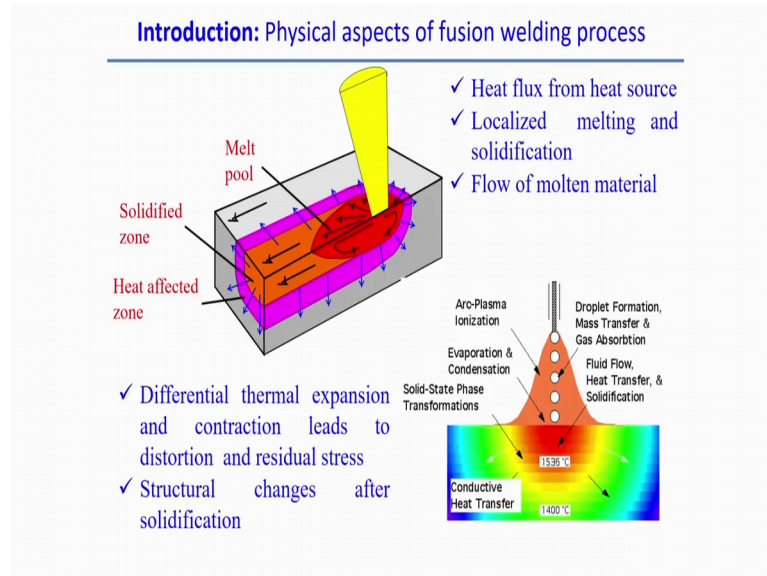 Introduction: Physical aspects of fusion welding process
✓ Heat flux from heat source
✓ Localized melting and
solidification
✓ Flow of molten material
Melt
pool
Solidified
zone
Heat affected
zone
✓ Differential thermal expansion
and contraction leads to
distortion and residual stress
✓ Structural changes after
solidification
Arc-Plasma
Ionization
Droplet Formation,
Mass Transfer &
Gas Absorbtion
Evaporation &
Condensation
Fluid Flow,
Heat Transfer, &
Solidification
Solid-State Phase
Transformations
1536 °C
Conductive
Heat Transfer
1400 °C